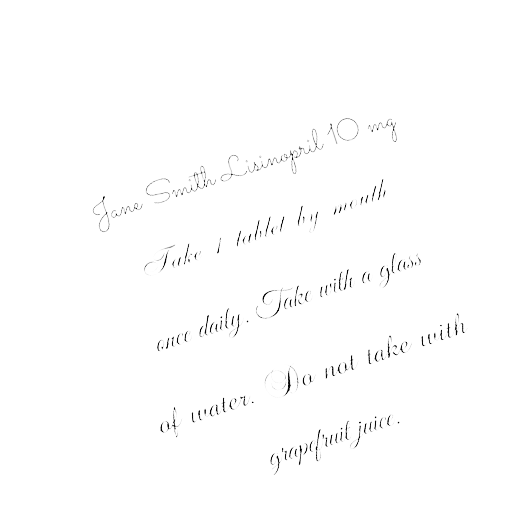 Jane Smith Lisinopril 10 mg
Take 1 tablet by mouth
once daily. Take with a glass
of water. Do not take with
grapefruit juice.